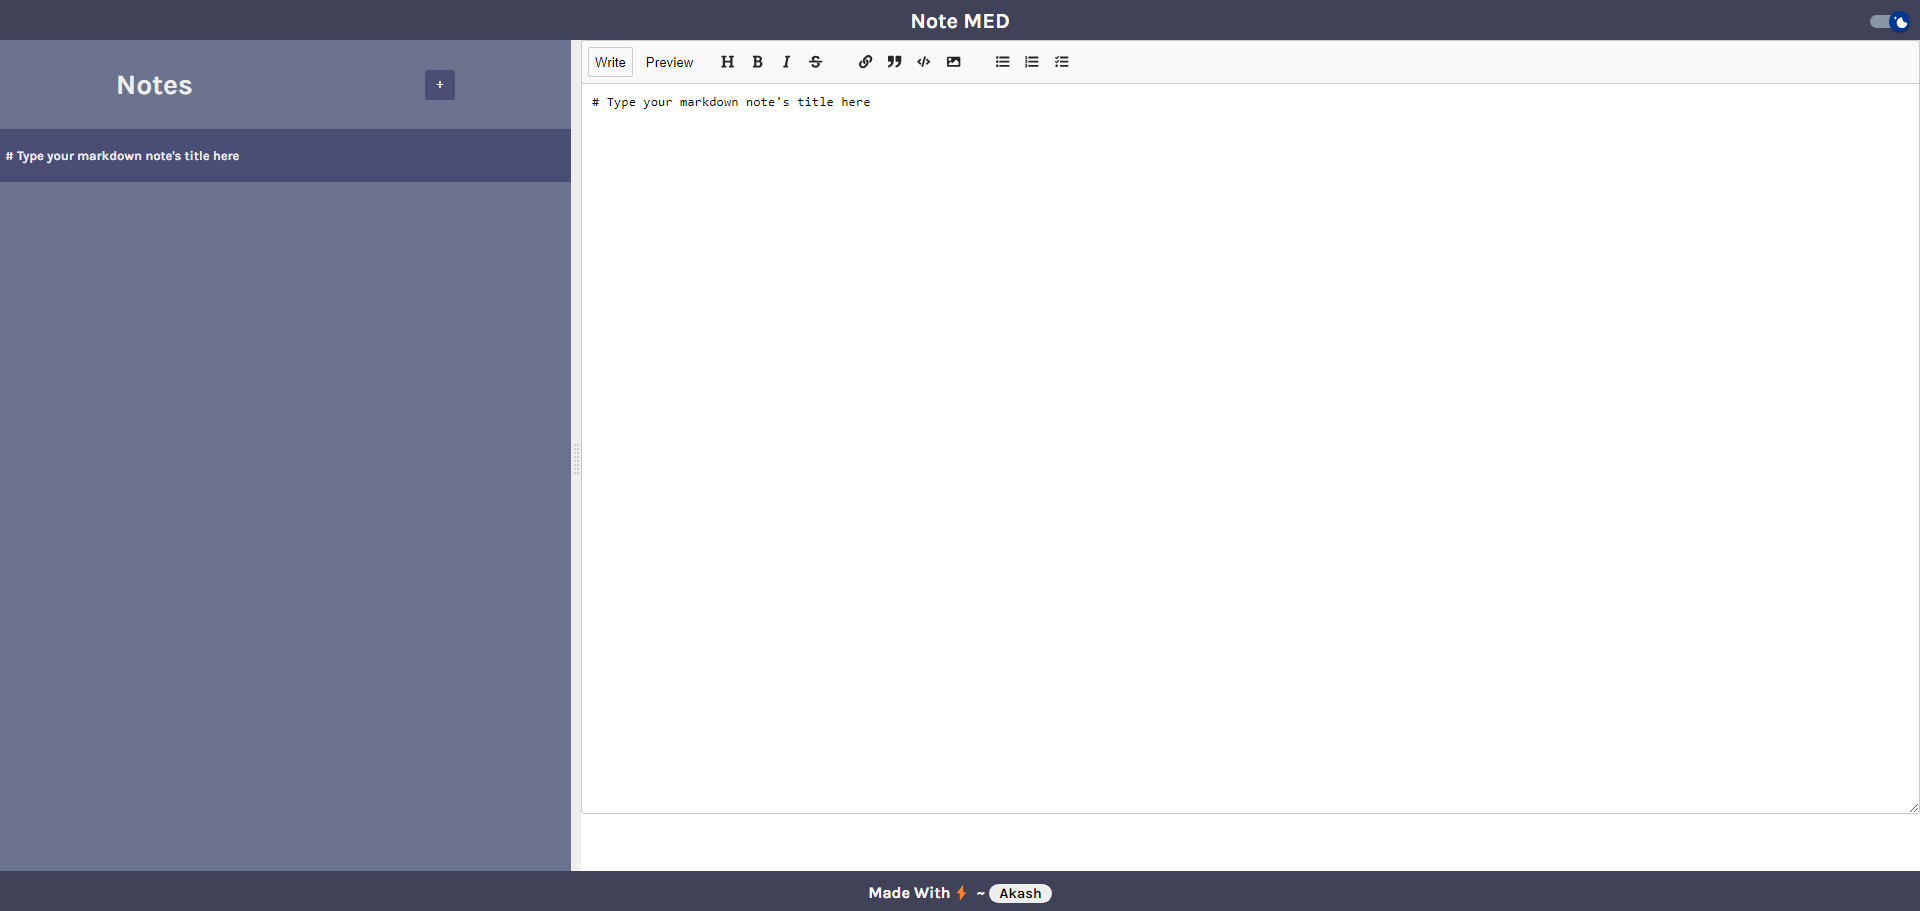 Note MED
Notes
+
# Type your markdown note's title here
Write
Preview
H B I S
# Type your markdown note's title here
Made With ~ Akash